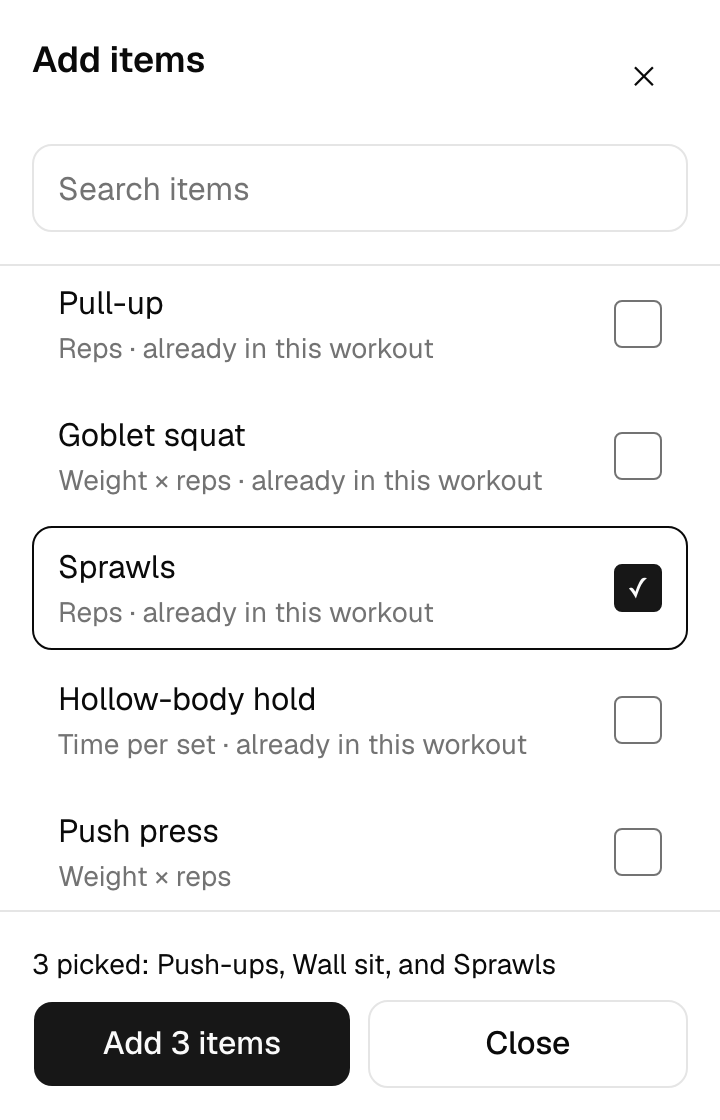 Add items
Search items
Pull-up
Reps · already in this workout
Goblet squat
Weight × reps · already in this workout
Sprawls
Reps · already in this workout
Hollow-body hold
Time per set · already in this workout
Push press
Weight × reps
3 picked: Push-ups, Wall sit, and Sprawls
Add 3 items
Close